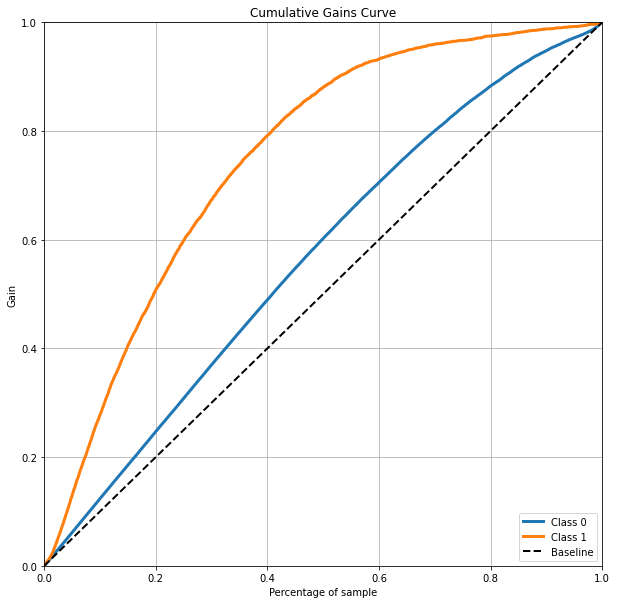 Cumulative Gains Curve
1.0
0.8
0.6
0.4
0.2
0.0
Gain
0.0 0.2 0.4 0.6 0.8 1.0
Percentage of sample
Class 0
Class 1
Baseline